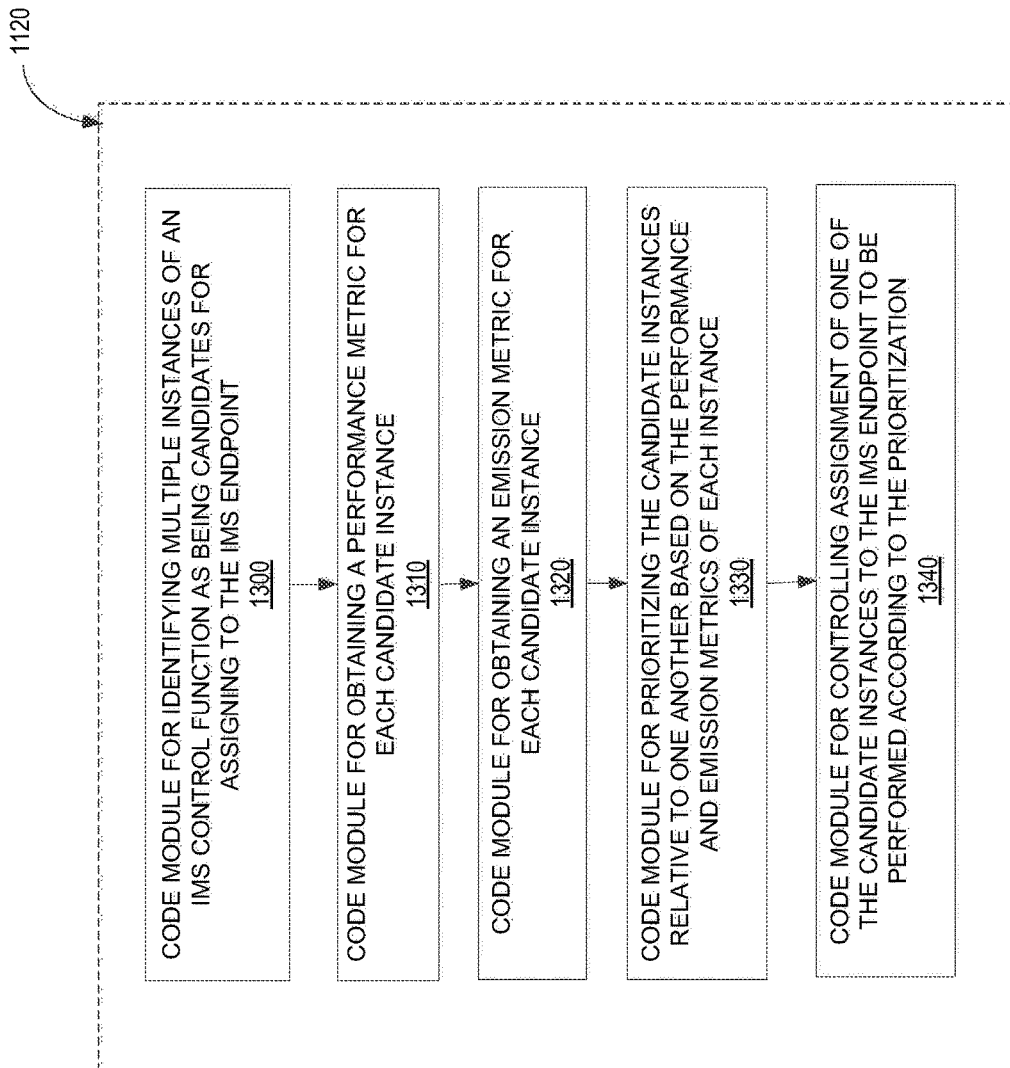 1120
CODE MODULE FOR IDENTIFYING MULTIPLE INSTANCES OF AN
IMS CONTROL FUNCTION AS BEING CANDIDATES FOR
ASSIGNING TO THE IMS ENDPOINT
1300
CODE MODULE FOR OBTAINING A PERFORMANCE METRIC FOR
EACH CANDIDATE INSTANCE
1310
CODE MODULE FOR OBTAINING AN EMISSION METRIC FOR
EACH CANDIDATE INSTANCE
1320
CODE MODULE FOR PRIORITIZING THE CANDIDATE INSTANCES
RELATIVE TO ONE ANOTHER BASED ON THE PERFORMANCE
AND EMISSION METRICS OF EACH INSTANCE
1330
CODE MODULE FOR CONTROLLING ASSIGNMENT OF ONE OF
THE CANDIDATE INSTANCES TO THE IMS ENDPOINT TO BE
PERFORMED ACCORDING TO THE PRIORITIZATION
1340